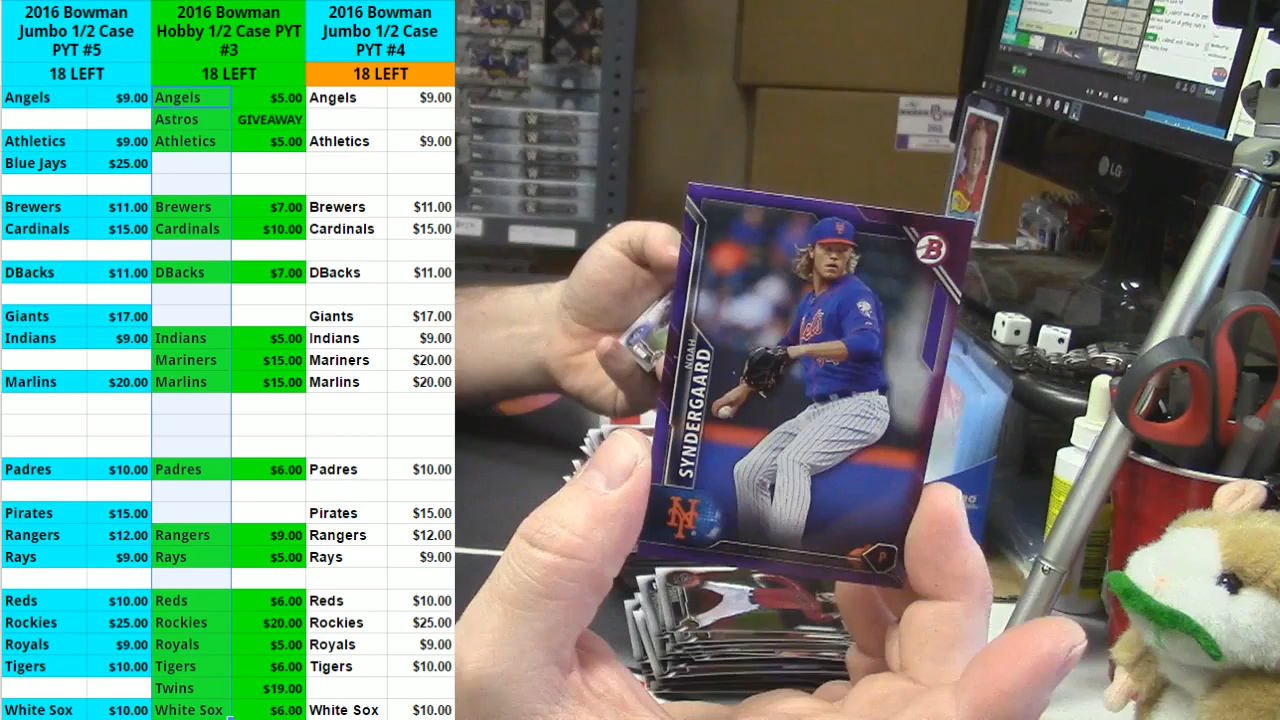 2016 Bowman Jumbo 1/2 Case PYT #5
2016 Bowman Hobby 1/2 Case PYT #3
2016 Bowman Jumbo 1/2 Case PYT #4
18 LEFT 18 LEFT 18 LEFT
Angels $9.00 Angels $5.00 Angels $9.00
Astros GIVEAWAY
Athletics $9.00 Athletics $5.00 Athletics $9.00
Blue Jays $25.00
Brewers $11.00 Brewers $7.00 Brewers $11.00
Cardinals $15.00 Cardinals $10.00 Cardinals $15.00
DBacks $11.00 DBacks $7.00 DBacks $11.00
Giants $17.00 Giants $17.00
Indians $9.00 Indians $5.00 Indians $9.00
Mariners $15.00 Mariners $20.00
Marlins $20.00 Marlins $15.00 Marlins $20.00
Padres $10.00 Padres $6.00 Padres $10.00
Pirates $15.00 Pirates $15.00
Rangers $12.00 Rangers $9.00 Rangers $12.00
Rays $9.00 Rays $5.00 Rays $9.00
Reds $10.00 Reds $6.00 Reds $10.00
Rockies $25.00 Rockies $20.00 Rockies $25.00
Royals $9.00 Royals $5.00 Royals $9.00
Tigers $10.00 Tigers $6.00 Tigers $10.00
Twins $19.00
White Sox $10.00 White Sox $6.00 White Sox $10.00
NOAH
SYNDERGAARD
B
Mets
NY
P
LG